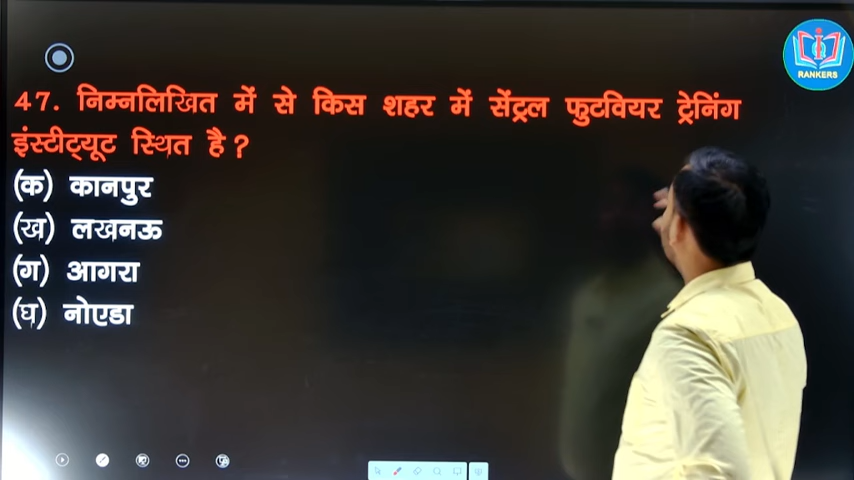 RANKERS
47. निम्नलिखित में से किस शहर में सेंट्रल फुटवियर ट्रेनिंग
इंस्टीट्यूट स्थित है?
(क) कानपुर
(ख) लखनऊ
(ग) आगरा
(घ) नोएडा